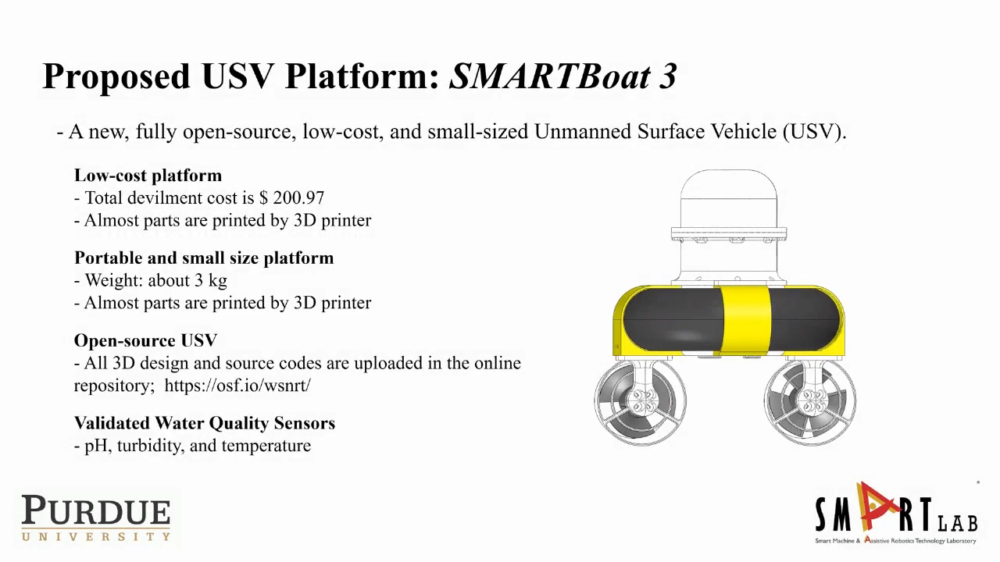 Proposed USV Platform: SMARTBoat 3
- A new, fully open-source, low-cost, and small-sized Unmanned Surface Vehicle (USV).
Low-cost platform
- Total devilment cost is $ 200.97
- Almost parts are printed by 3D printer
Portable and small size platform
- Weight: about 3 kg
- Almost parts are printed by 3D printer
Open-source USV
- All 3D design and source codes are uploaded in the online
repository;  https://osf.io/wsnrt/
Validated Water Quality Sensors
- pH, turbidity, and temperature
PURDUE
UNIVERSITY
SMART LAB
Smart Machine & Assistive Robotics Technology Laboratory